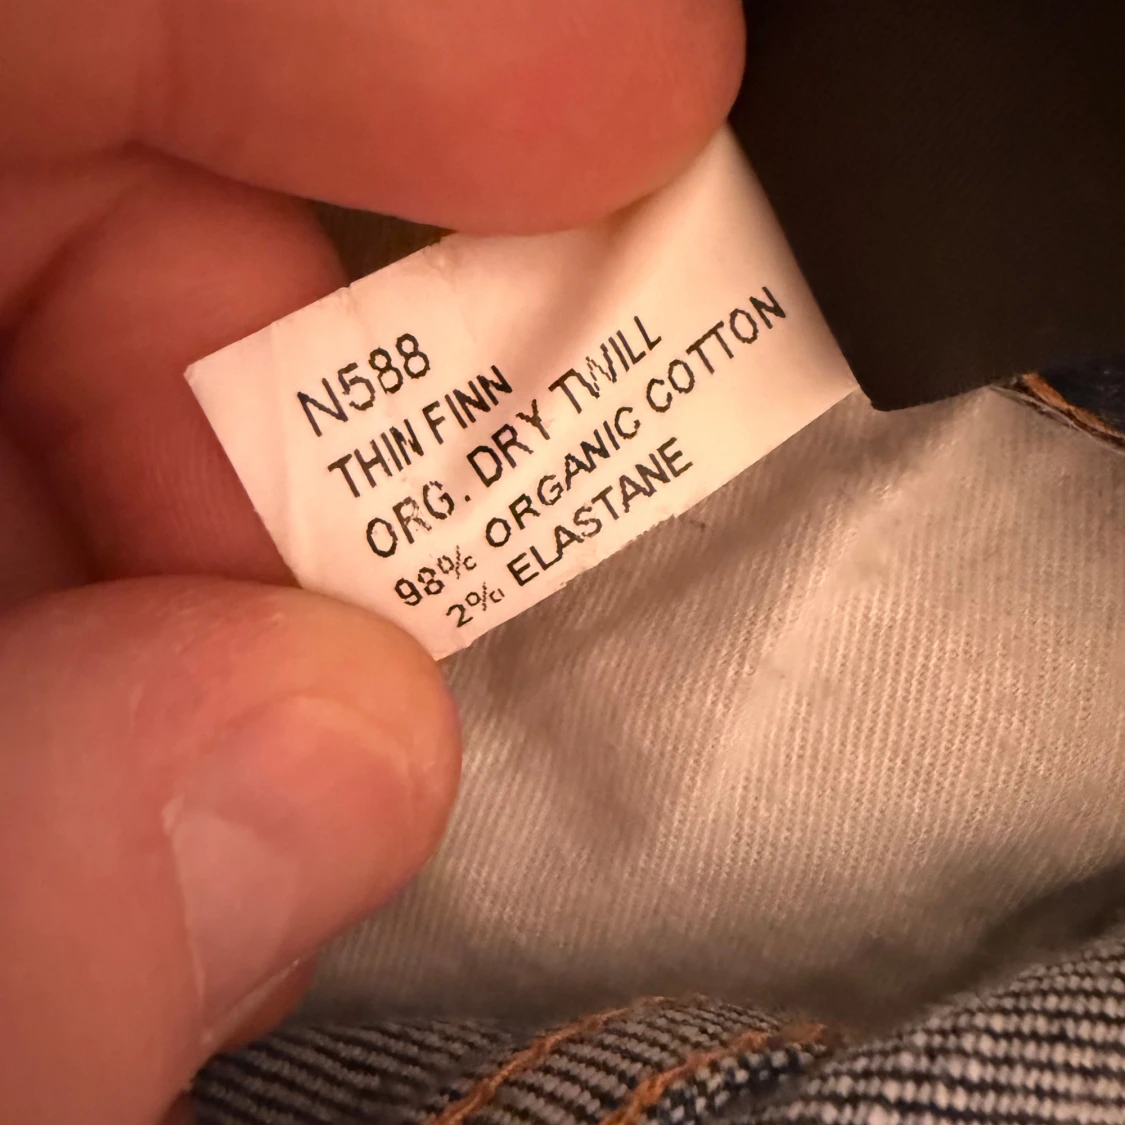 N588
THIN FINN
ORG. DRY TWILL
98% ORGANIC COTTON
2% ELASTANE